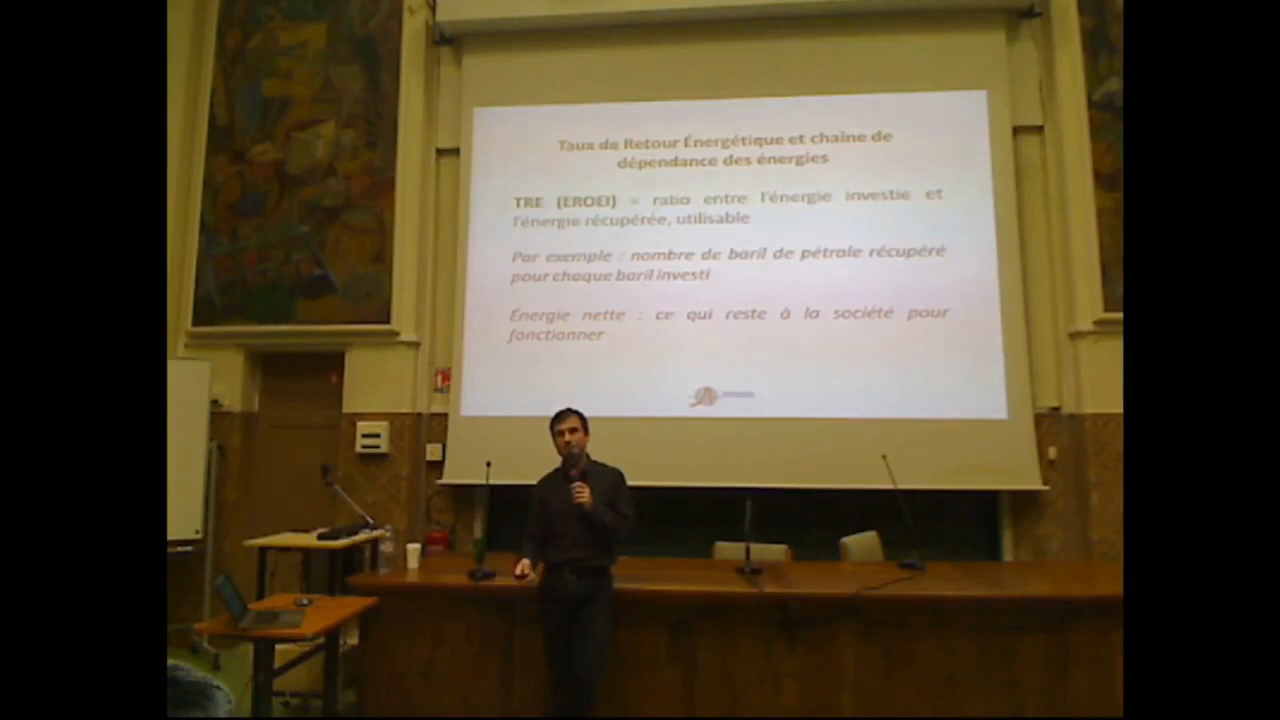 Taux de Retour Énergétique et chaîne de
dépendance des énergies
TRE (EROEI) = ratio entre l'énergie investie et
l'énergie récupérée, utilisable
Par exemple : nombre de baril de pétrole récupéré
pour chaque baril investi
Énergie nette : ce qui reste à la société pour
fonctionner